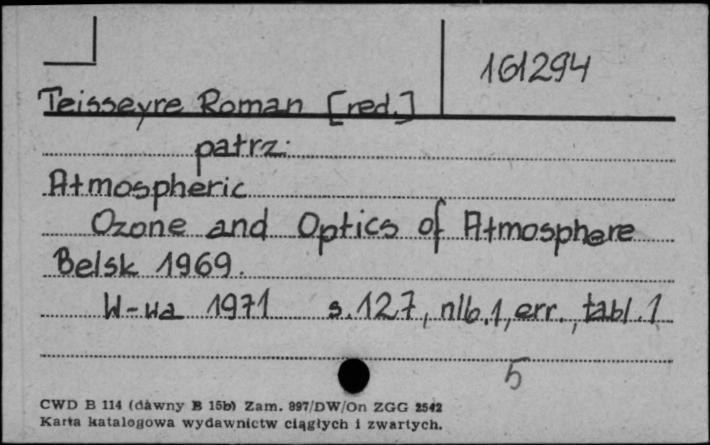 161294
Teisseyre Roman [red.]
patrz:
Atmospheric
Ozone and Optics of Atmosphere
Belsk 1969.
W-wa 1971 s.127, nlb.1, err., tabl.1
5
CWD B 114 (dawny B 15b) Zam. 897/DW/On ZGG 2542
Karta katalogowa wydawnictw ciągłych i zwartych.